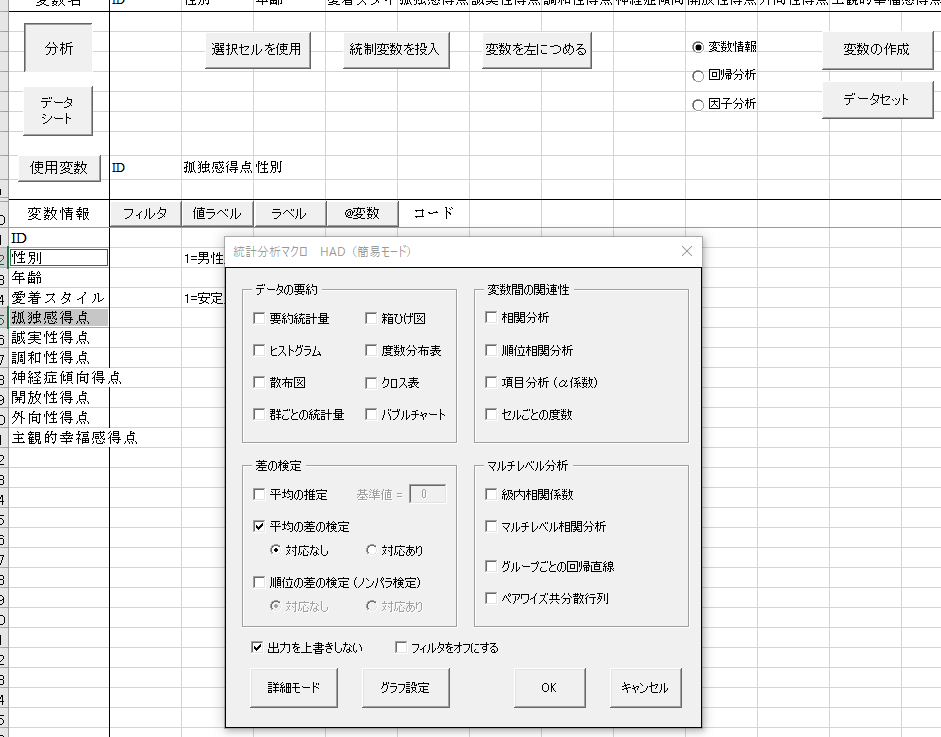 変数名 ID 性別 年齢 愛着スタイ 孤独感得点 誠実性得点 調和性得点 神経症傾向 開放性得点 外向性得点 主観的幸福感得点
分析 選択セルを使用 統制変数を投入 変数を左につめる 変数情報 変数の作成
回帰分析
データシート 因子分析 データセット
使用変数 ID 孤独感得点 性別
変数情報 フィルタ 値ラベル ラベル @変数 コード
ID
性別 1=男性
年齢
愛着スタイル 1=安定
孤独感得点
誠実性得点
調和性得点
神経症傾向得点
開放性得点
外向性得点
主観的幸福感得点
統計分析マクロ HAD (簡易モード)
データの要約
要約統計量 箱ひげ図
ヒストグラム 度数分布表
散布図 クロス表
群ごとの統計量 バブルチャート
変数間の関連性
相関分析
順位相関分析
項目分析 (α係数)
セルごとの度数
差の検定
平均の推定 基準値 = 0
平均の差の検定
対応なし 対応あり
順位の差の検定 (ノンパラ検定)
対応なし 対応あり
マルチレベル分析
級内相関係数
マルチレベル相関分析
グループごとの回帰直線
ペアワイズ共分散行列
出力を上書きしない フィルタをオフにする
詳細モード グラフ設定 OK キャンセル